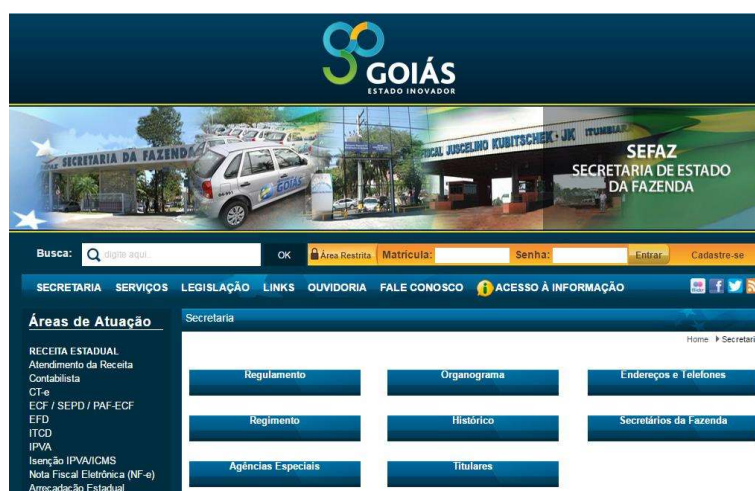 GOIÁS
ESTADO INOVADOR
SECRETARIA DA FAZENDA
GOIÁS
FISCAL JUSCELINO KUBITSCHEK - JK ITUMBIARA
SEFAZ
SECRETARIA DE ESTADO
DA FAZENDA
Busca: digite aqui... OK Área Restrita Matrícula: Senha: Entrar Cadastre-se
SECRETARIA SERVIÇOS LEGISLAÇÃO LINKS OUVIDORIA FALE CONOSCO ACESSO À INFORMAÇÃO
Áreas de Atuação
Secretaria
Home Secretari
RECEITA ESTADUAL
Atendimento da Receita
Contabilista
CT-e
ECF / SEPD / PAF-ECF
EFD
ITCD
IPVA
Isenção IPVA/ICMS
Nota Fiscal Eletrônica (NF-e)
Arrecadação Estadual
Regulamento Organograma Endereços e Telefones
Regimento Histórico Secretários da Fazenda
Agências Especiais Titulares